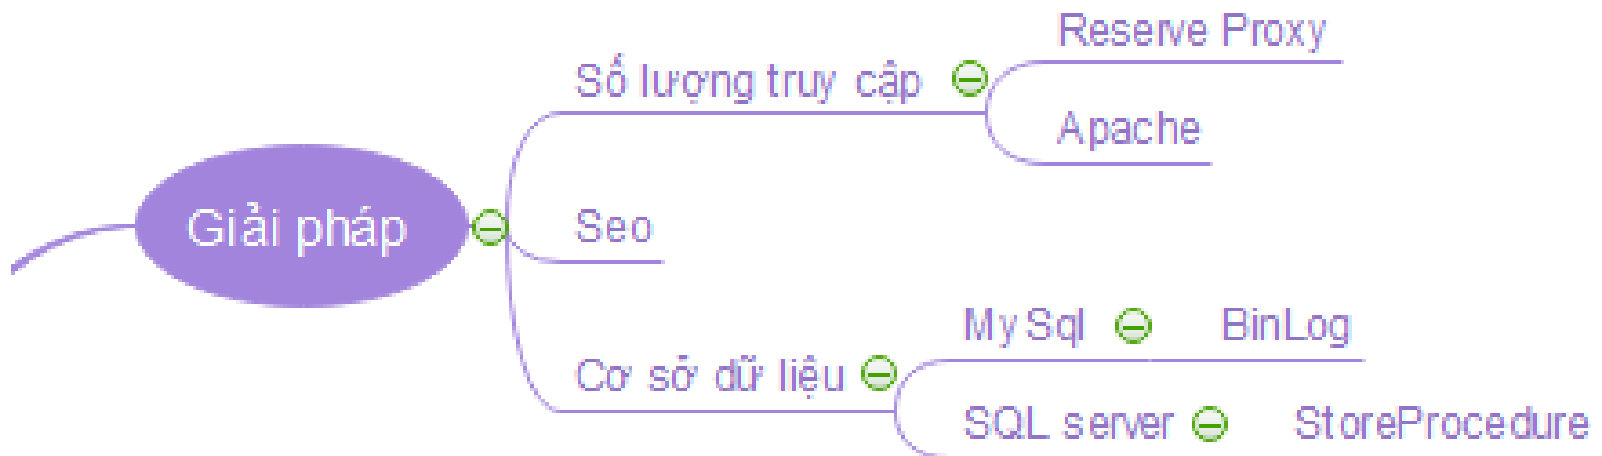 Reserve Proxy
Số lượng truy cập
Apache
Giải pháp
Seo
MySql BinLog
Cơ sở dữ liệu
SQL server StoreProcedure